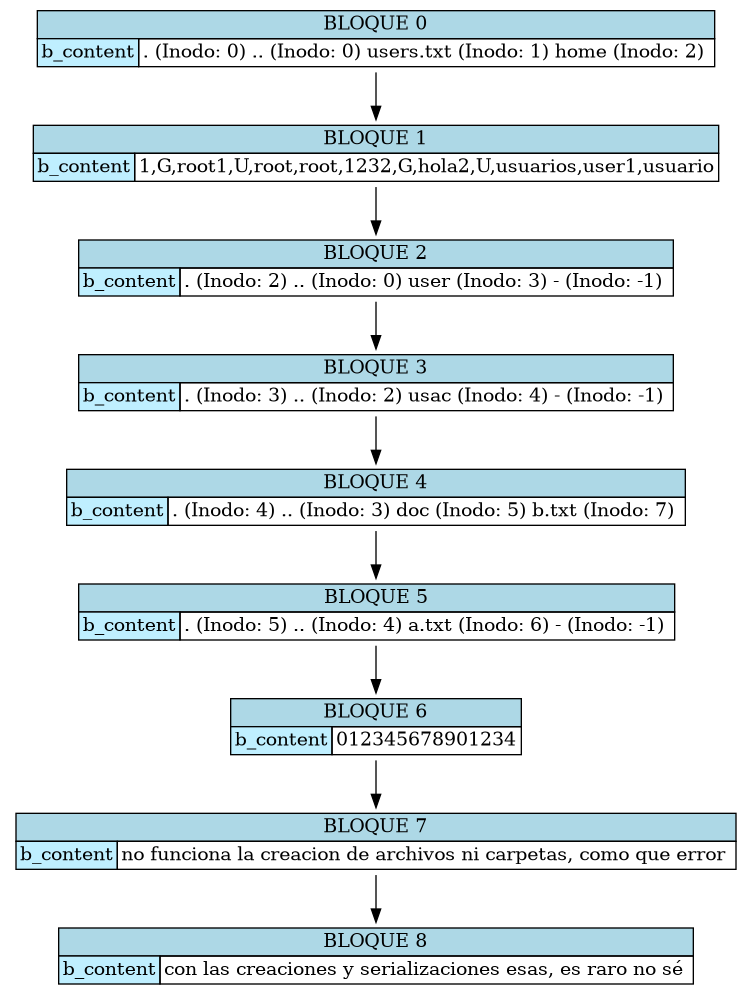 BLOQUE 0
b_content . (Inodo: 0) .. (Inodo: 0) users.txt (Inodo: 1) home (Inodo: 2)
BLOQUE 1
b_content 1,G,root1,U,root,root,1232,G,hola2,U,usuarios,user1,usuario
BLOQUE 2
b_content . (Inodo: 2) .. (Inodo: 0) user (Inodo: 3) - (Inodo: -1)
BLOQUE 3
b_content . (Inodo: 3) .. (Inodo: 2) usac (Inodo: 4) - (Inodo: -1)
BLOQUE 4
b_content . (Inodo: 4) .. (Inodo: 3) doc (Inodo: 5) b.txt (Inodo: 7)
BLOQUE 5
b_content . (Inodo: 5) .. (Inodo: 4) a.txt (Inodo: 6) - (Inodo: -1)
BLOQUE 6
b_content 012345678901234
BLOQUE 7
b_content no funciona la creacion de archivos ni carpetas, como que error
BLOQUE 8
b_content con las creaciones y serializaciones esas, es raro no sé